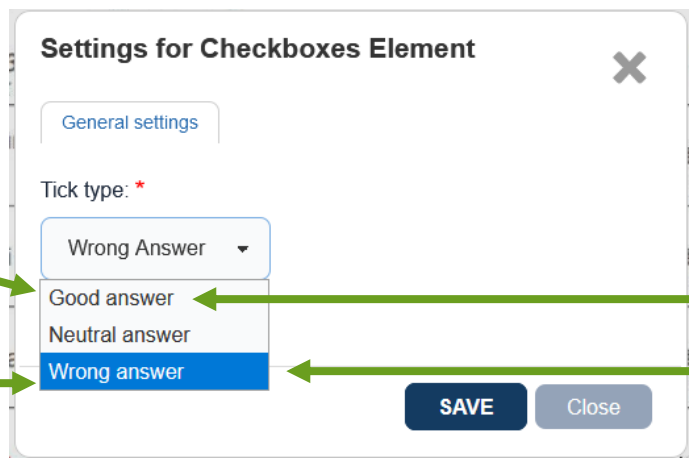 Settings for Checkboxes Element
General settings
Tick type: *
Wrong Answer
Good answer
Neutral answer
Wrong answer
SAVE Close